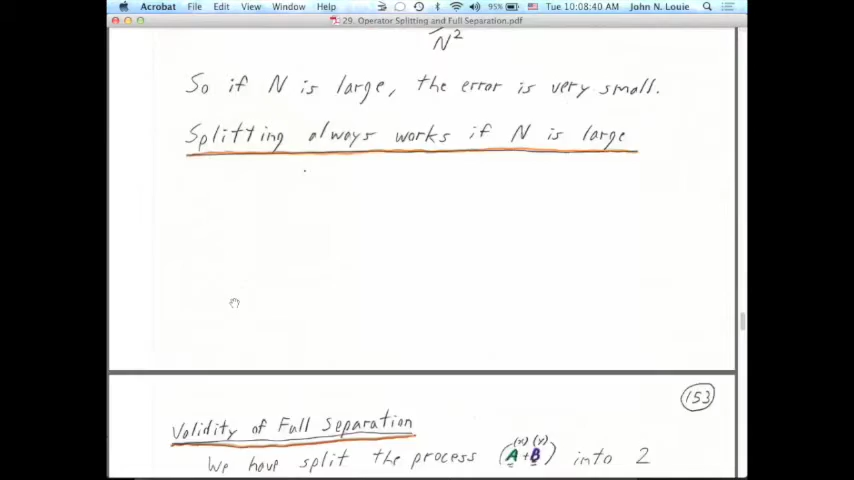 Acrobat File Edit View Window Help 95% Tue 10:08:40 AM John N. Louie
29. Operator Splitting and Full Separation.pdf
N²
So if N is large, the error is very small.
Splitting always works if N is large
153
Validity of Full Separation
We have split the process (A^(x) + B^(y)) into 2